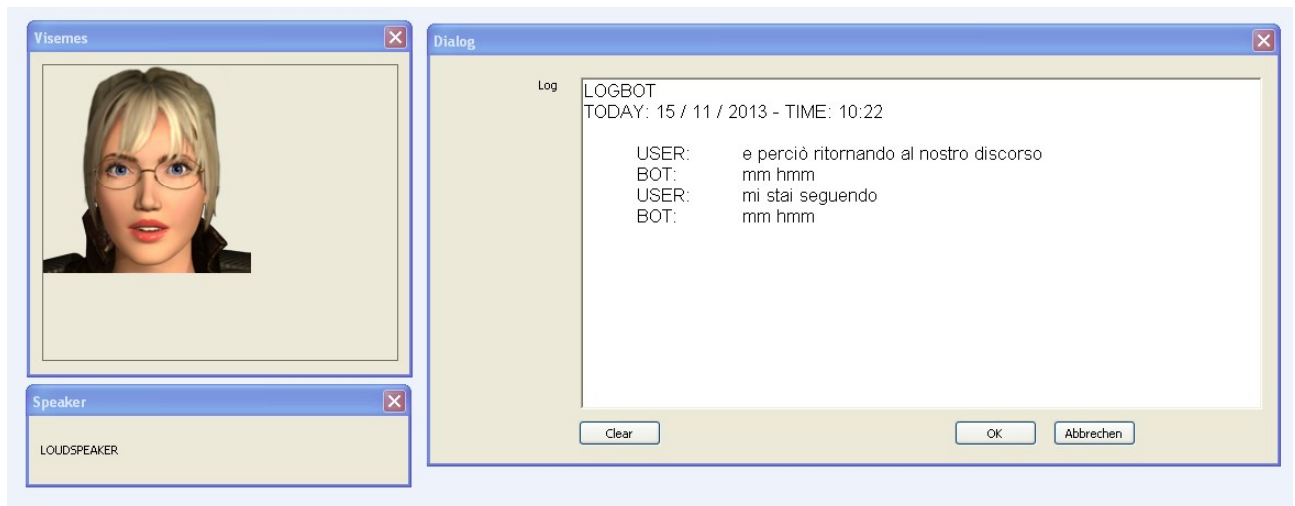 Visemes
Speaker
LOUDSPEAKER
Dialog
Log
LOGBOT
TODAY: 15 / 11 / 2013 - TIME: 10:22
USER: e perciò ritornando al nostro discorso
BOT: mm hmm
USER: mi stai seguendo
BOT: mm hmm
Clear
OK
Abbrechen